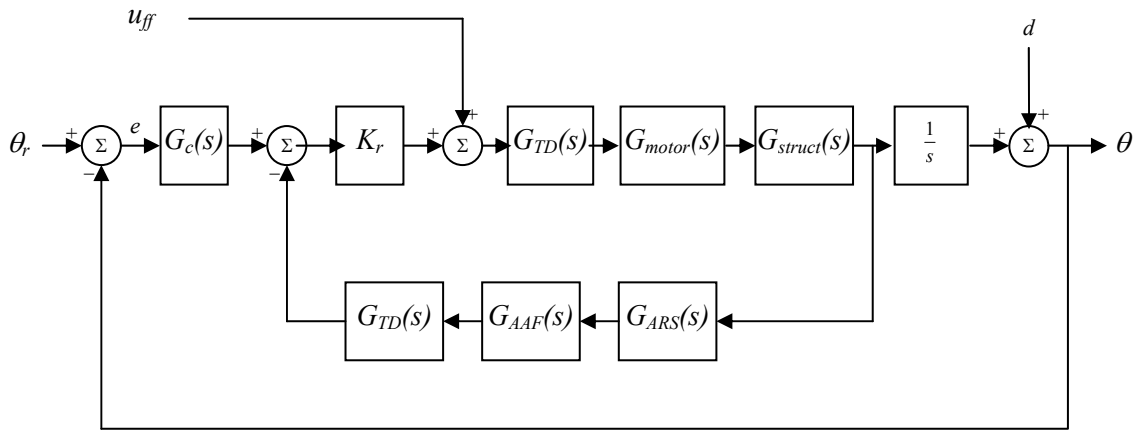 u_ff
d
+
+
θ_r
+
Σ
−
e
G_c(s)
+
Σ
−
K_r
+
Σ
G_TD(s)
G_motor(s)
G_struct(s)
1/s
+
Σ
θ
G_TD(s)
G_AAF(s)
G_ARS(s)